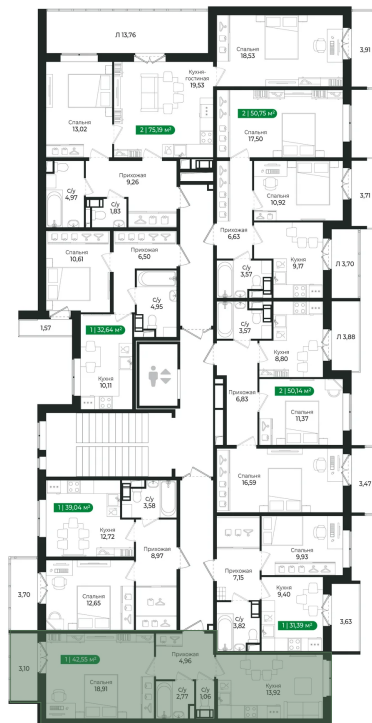 Л 13,76
Спальня
18,53
3,91
Кухня-
гостиная
19,53
Спальня
13,02
2 | 75,19 м²
2 | 50,75 м²
Спальня
17,50
Прихожая
9,26
С/у
4,97
С/у
1,83
Спальня
10,92
3,71
Прихожая
6,63
Спальня
10,61
Прихожая
6,50
С/у
3,57
Кухня
9,17
Л 3,70
С/у
4,95
1,57
1 | 32,64 м²
С/у
3,57
Кухня
8,80
Л 3,88
Кухня
10,11
Прихожая
6,83
2 | 50,14 м²
Спальня
11,37
Спальня
16,59
3,47
1 | 39,04 м²
Кухня
12,72
С/у
3,58
Прихожая
8,97
Спальня
9,93
Прихожая
7,15
3,70
Спальня
12,65
Кухня
9,40
С/у
3,82
1 | 31,39 м²
3,63
3,10
1 | 42,55 м²
Спальня
18,91
Прихожая
4,96
С/у
2,77
С/у
1,06
Кухня
13,92